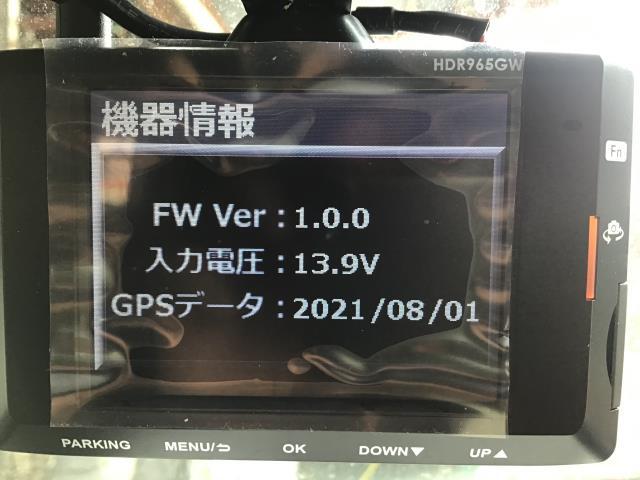 HDR965GW
機器情報
Fn
FW Ver : 1.0.0
入力電圧 : 13.9V
GPSデータ : 2021/08/01
PARKING MENU/⮌ OK DOWN▼ UP▲